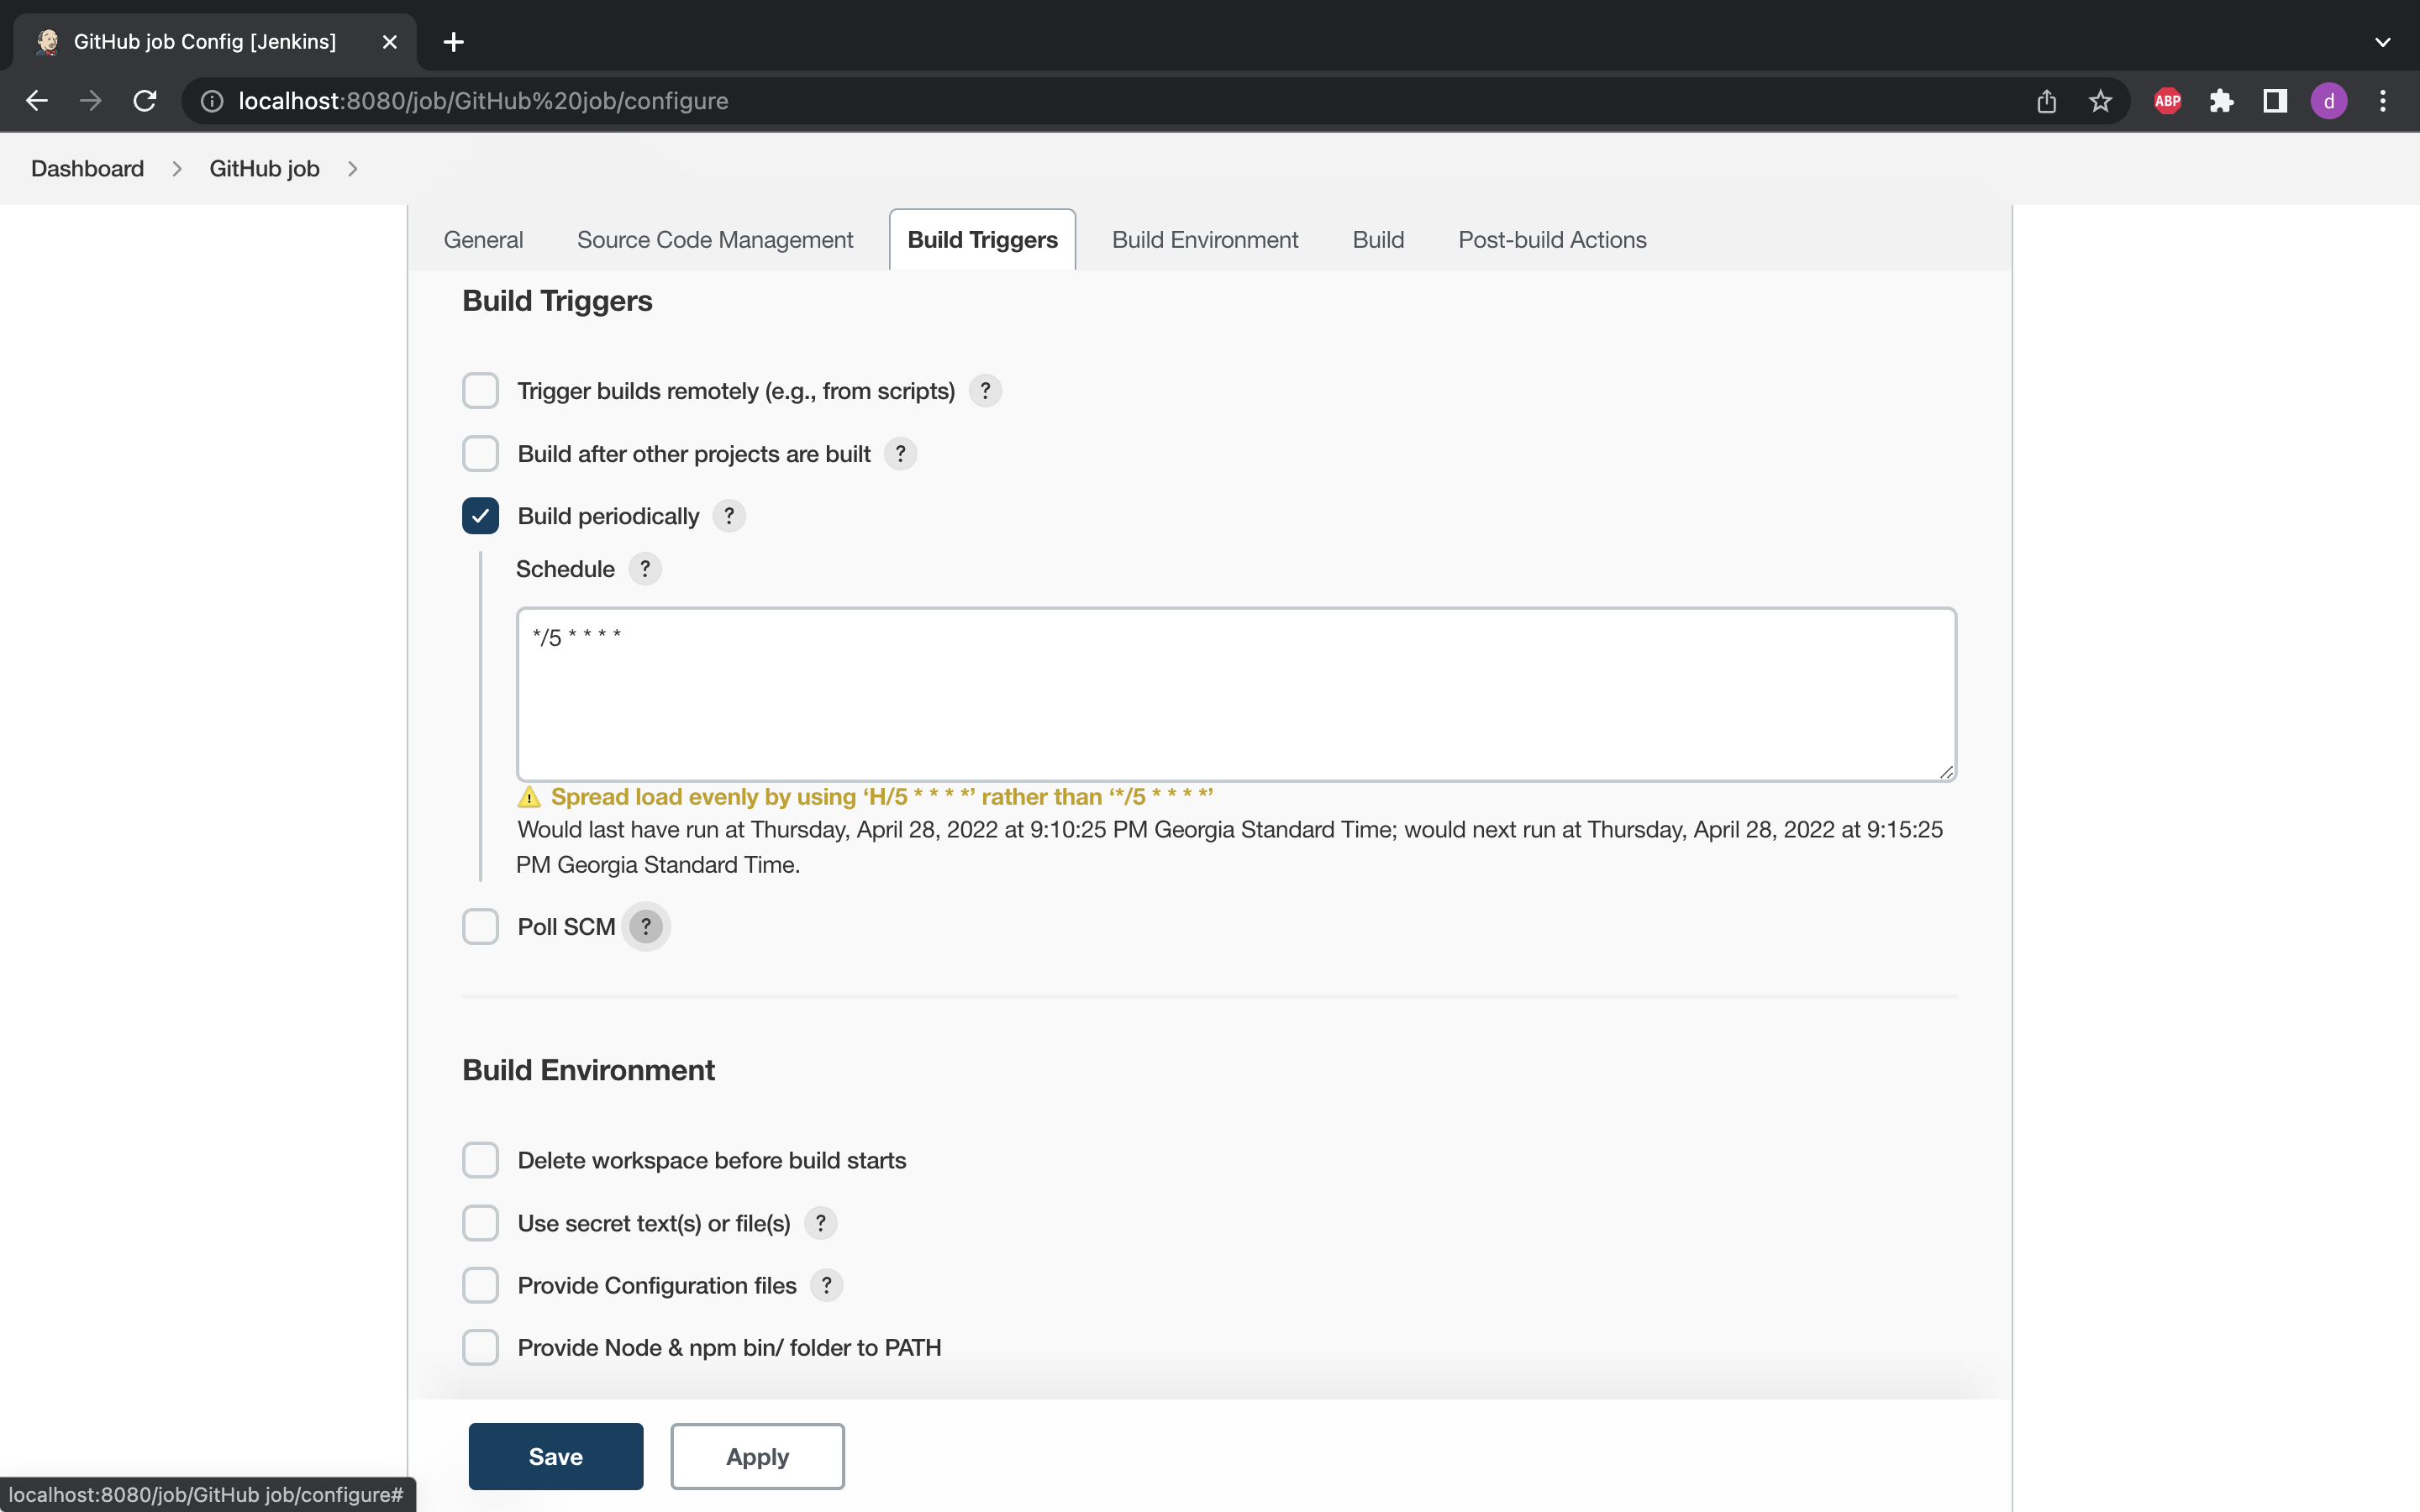 GitHub job Config [Jenkins]
localhost:8080/job/GitHub%20job/configure
ABP
d
Dashboard
GitHub job
General
Source Code Management
Build Triggers
Build Environment
Build
Post-build Actions
Build Triggers
Trigger builds remotely (e.g., from scripts) ?
Build after other projects are built ?
Build periodically ?
Schedule ?
*/5 * * * *
Spread load evenly by using ‘H/5 * * * *’ rather than ‘*/5 * * * *’
Would last have run at Thursday, April 28, 2022 at 9:10:25 PM Georgia Standard Time; would next run at Thursday, April 28, 2022 at 9:15:25
PM Georgia Standard Time.
Poll SCM ?
Build Environment
Delete workspace before build starts
Use secret text(s) or file(s) ?
Provide Configuration files ?
Provide Node & npm bin/ folder to PATH
Save
Apply
localhost:8080/job/GitHub job/configure#